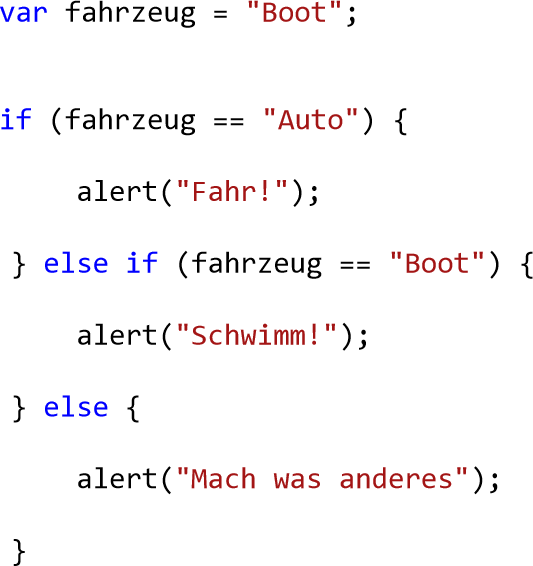 var fahrzeug = "Boot";
if (fahrzeug == "Auto") {
alert("Fahr!");
} else if (fahrzeug == "Boot") {
alert("Schwimm!");
} else {
alert("Mach was anderes");
}